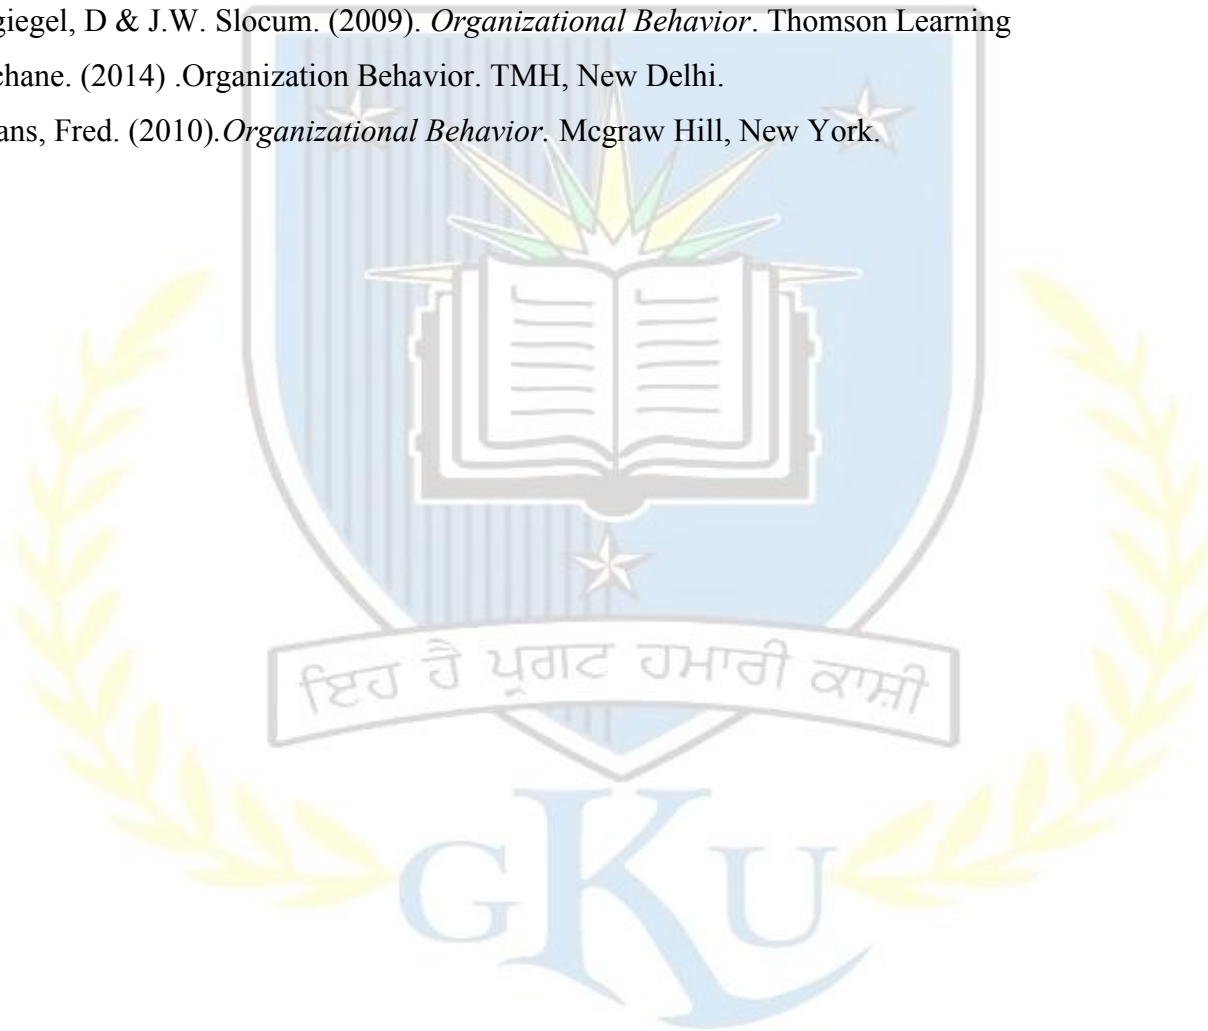 giegel, D & J.W. Slocum. (2009). Organizational Behavior. Thomson Learning
chane. (2014) .Organization Behavior. TMH, New Delhi.
ans, Fred. (2010).Organizational Behavior. Mcgraw Hill, New York.
ਇਹ ਹੈ ਪ੍ਰਗਟ ਹਮਾਰੀ ਕਾਸ਼ੀ
GKU